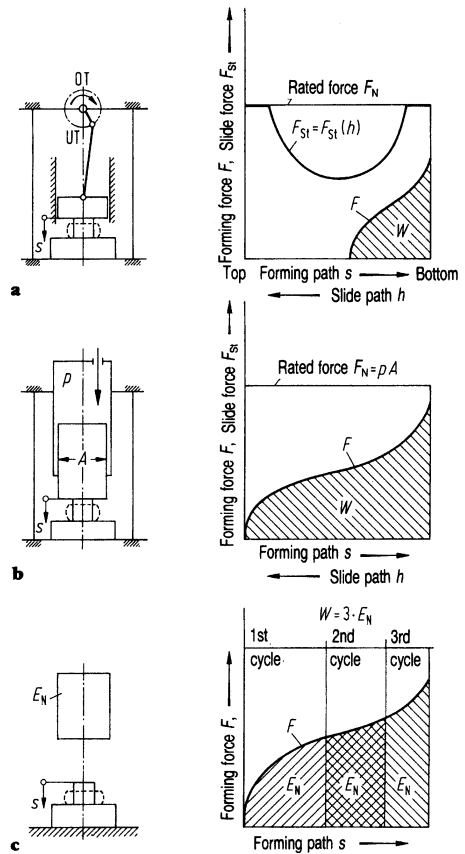 OT
UT
s
a
Forming force F, Slide force F_St
Rated force F_N
F_St = F_St (h)
F
W
Top Forming path s Bottom
Slide path h
p
A
s
b
Forming force F, Slide force F_St
Rated force F_N = p A
F
W
Forming path s
Slide path h
E_N
s
c
W = 3 · E_N
1st cycle
2nd cycle
3rd cycle
Forming force F,
F
E_N
E_N
E_N
Forming path s